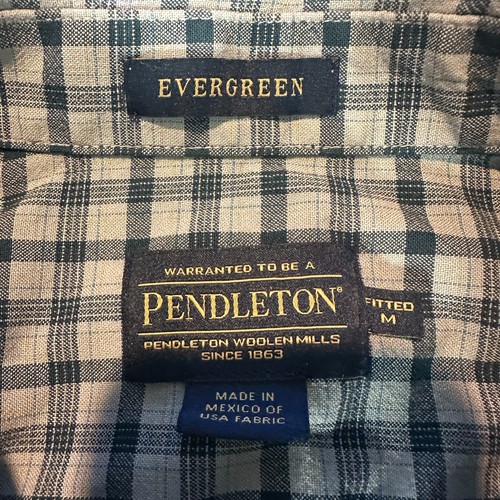 EVERGREEN
WARRANTED TO BE A
PENDLETON®
PENDLETON WOOLEN MILLS
SINCE 1863
FITTED
M
MADE IN
MEXICO OF
USA FABRIC